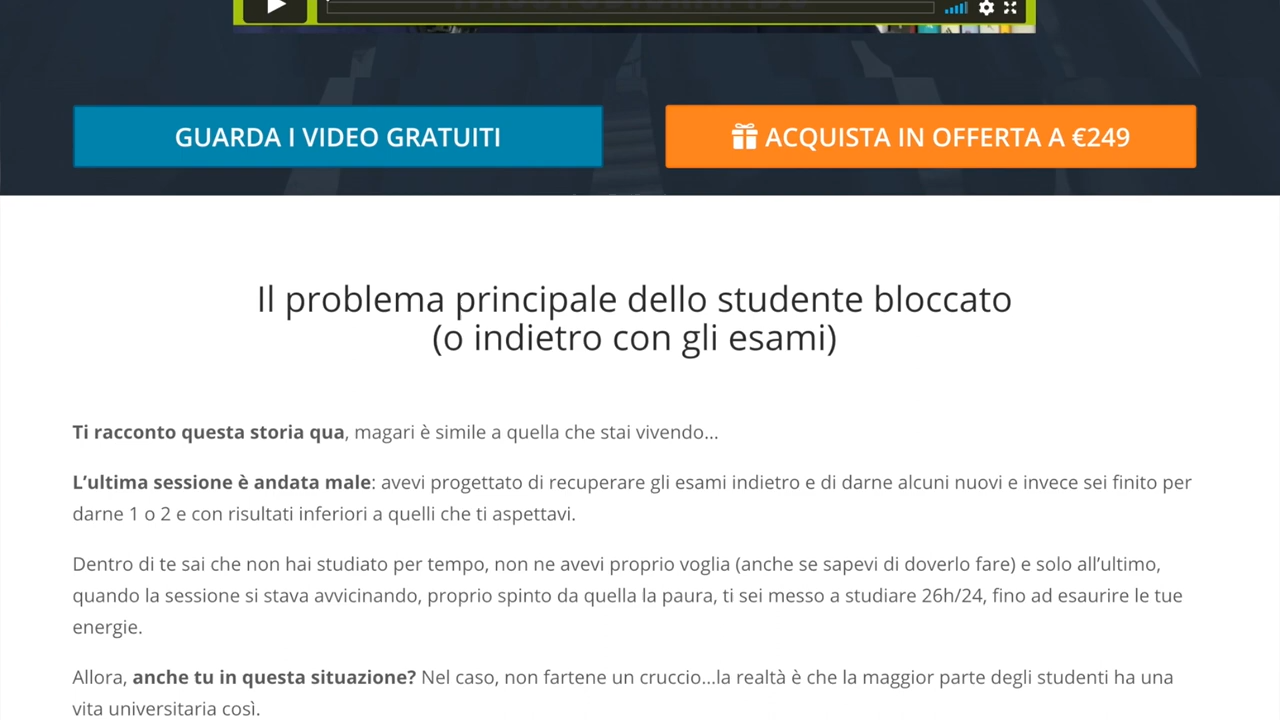 GUARDA I VIDEO GRATUITI
ACQUISTA IN OFFERTA A €249
Il problema principale dello studente bloccato
(o indietro con gli esami)
Ti racconto questa storia qua, magari è simile a quella che stai vivendo...
L'ultima sessione è andata male: avevi progettato di recuperare gli esami indietro e di darne alcuni nuovi e invece sei finito per
darne 1 o 2 e con risultati inferiori a quelli che ti aspettavi.
Dentro di te sai che non hai studiato per tempo, non ne avevi proprio voglia (anche se sapevi di doverlo fare) e solo all'ultimo,
quando la sessione si stava avvicinando, proprio spinto da quella la paura, ti sei messo a studiare 26h/24, fino ad esaurire le tue
energie.
Allora, anche tu in questa situazione? Nel caso, non fartene un cruccio...la realtà è che la maggior parte degli studenti ha una
vita universitaria così.